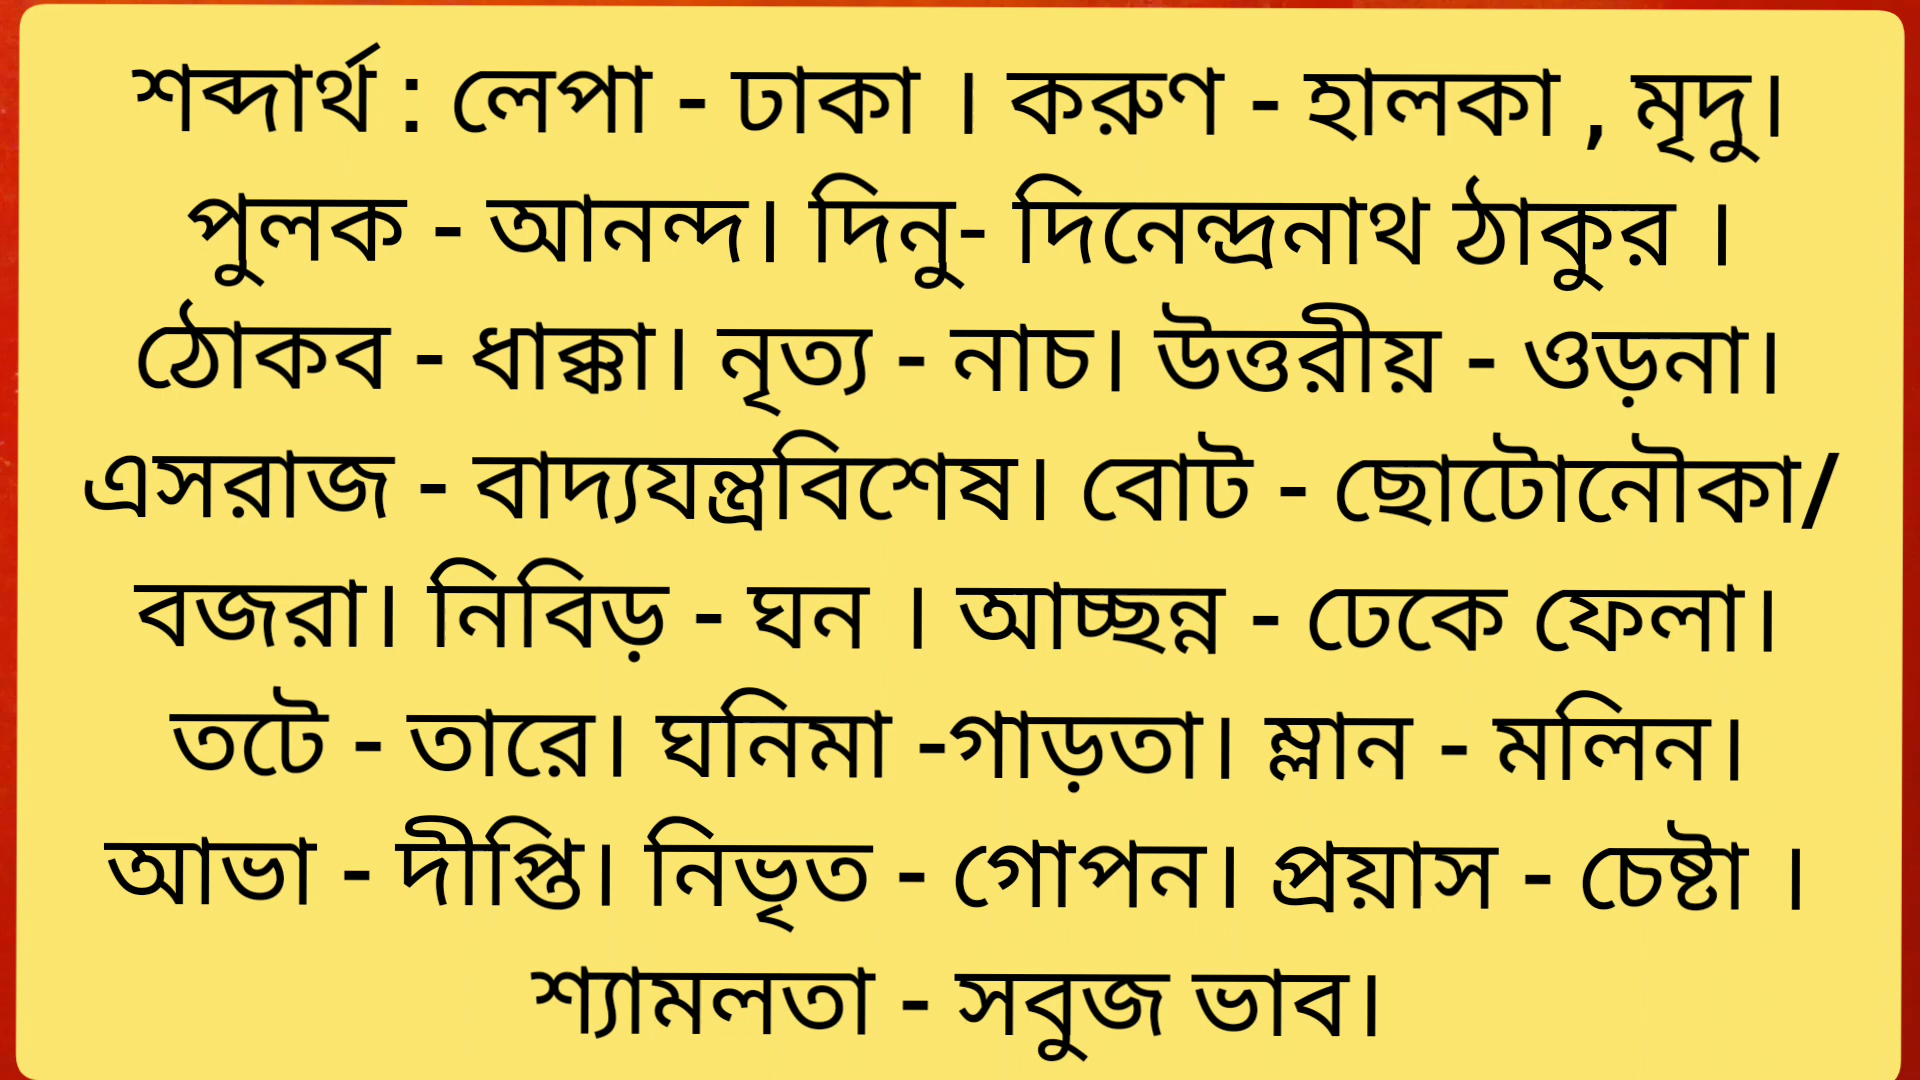 শব্দার্থ : লেপা - ঢাকা । করুণ - হালকা , মৃদু।
পুলক - আনন্দ। দিনু- দিনেন্দ্রনাথ ঠাকুর ।
ঠোকব - ধাক্কা। নৃত্য - নাচ। উত্তরীয় - ওড়না।
এসরাজ - বাদ্যযন্ত্রবিশেষ। বোট - ছোটোনৌকা/
বজরা। নিবিড় - ঘন । আচ্ছন্ন - ঢেকে ফেলা।
তটে - তারে। ঘনিমা -গাড়তা। ম্লান - মলিন।
আভা - দীপ্তি। নিভৃত - গোপন। প্রয়াস - চেষ্টা ।
শ্যামলতা - সবুজ ভাব।